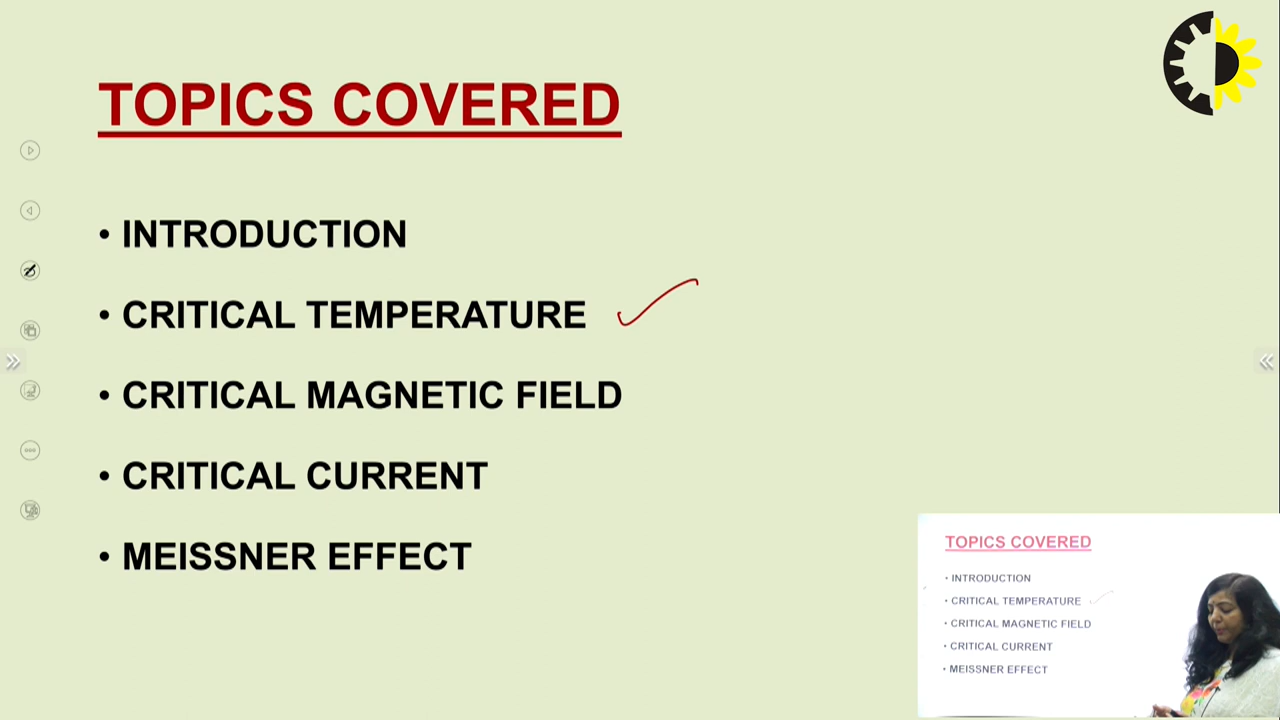 TOPICS COVERED
• INTRODUCTION
• CRITICAL TEMPERATURE
• CRITICAL MAGNETIC FIELD
• CRITICAL CURRENT
• MEISSNER EFFECT
TOPICS COVERED
• INTRODUCTION
• CRITICAL TEMPERATURE
• CRITICAL MAGNETIC FIELD
• CRITICAL CURRENT
• MEISSNER EFFECT